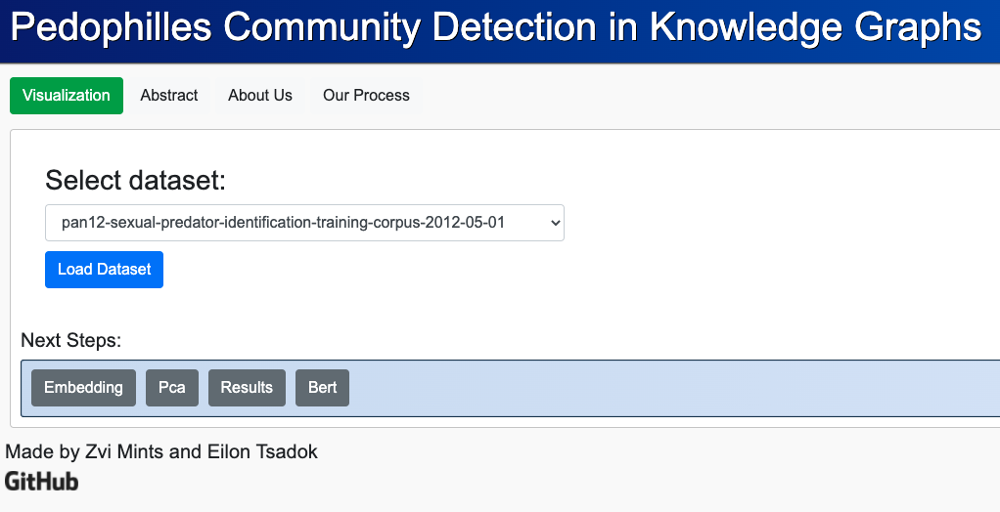 Pedophilles Community Detection in Knowledge Graphs
Visualization Abstract About Us Our Process
Select dataset:
pan12-sexual-predator-identification-training-corpus-2012-05-01
Load Dataset
Next Steps:
Embedding Pca Results Bert
Made by Zvi Mints and Eilon Tsadok
GitHub